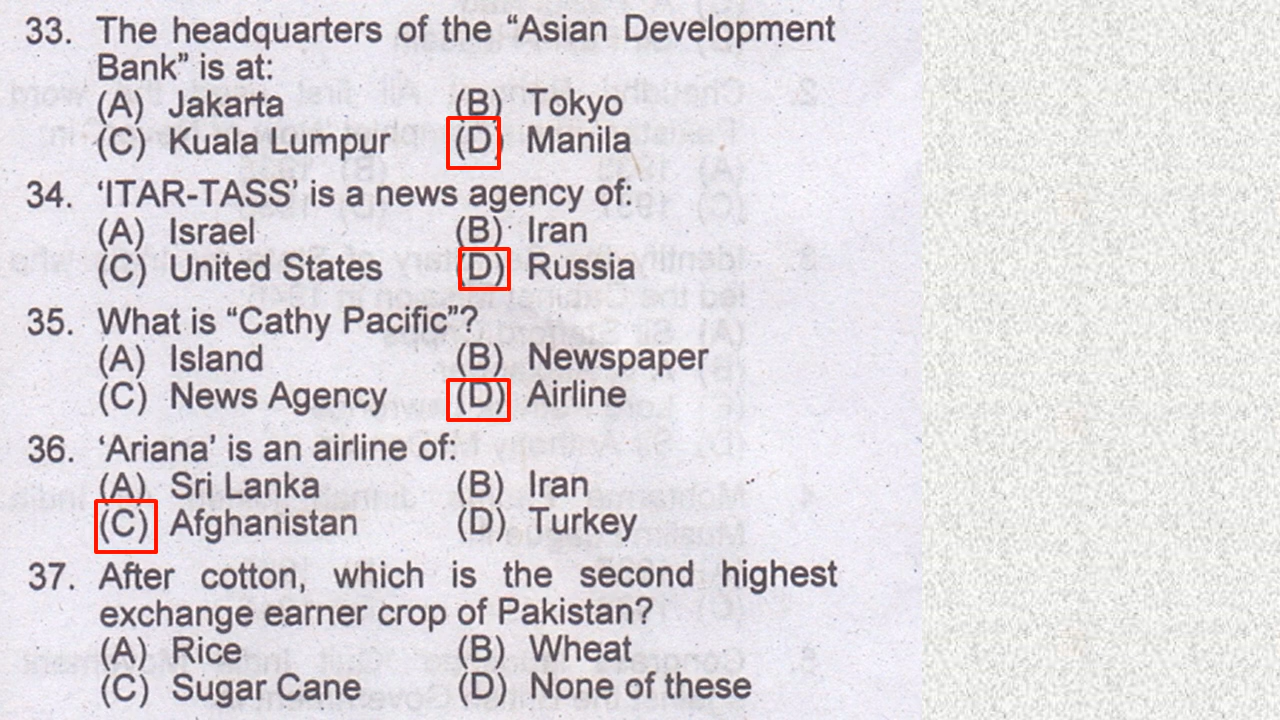 33. The headquarters of the “Asian Development
Bank” is at:
(A) Jakarta (B) Tokyo
(C) Kuala Lumpur (D) Manila
34. ‘ITAR-TASS’ is a news agency of:
(A) Israel (B) Iran
(C) United States (D) Russia
35. What is “Cathy Pacific”?
(A) Island (B) Newspaper
(C) News Agency (D) Airline
36. ‘Ariana’ is an airline of:
(A) Sri Lanka (B) Iran
(C) Afghanistan (D) Turkey
37. After cotton, which is the second highest
exchange earner crop of Pakistan?
(A) Rice (B) Wheat
(C) Sugar Cane (D) None of these